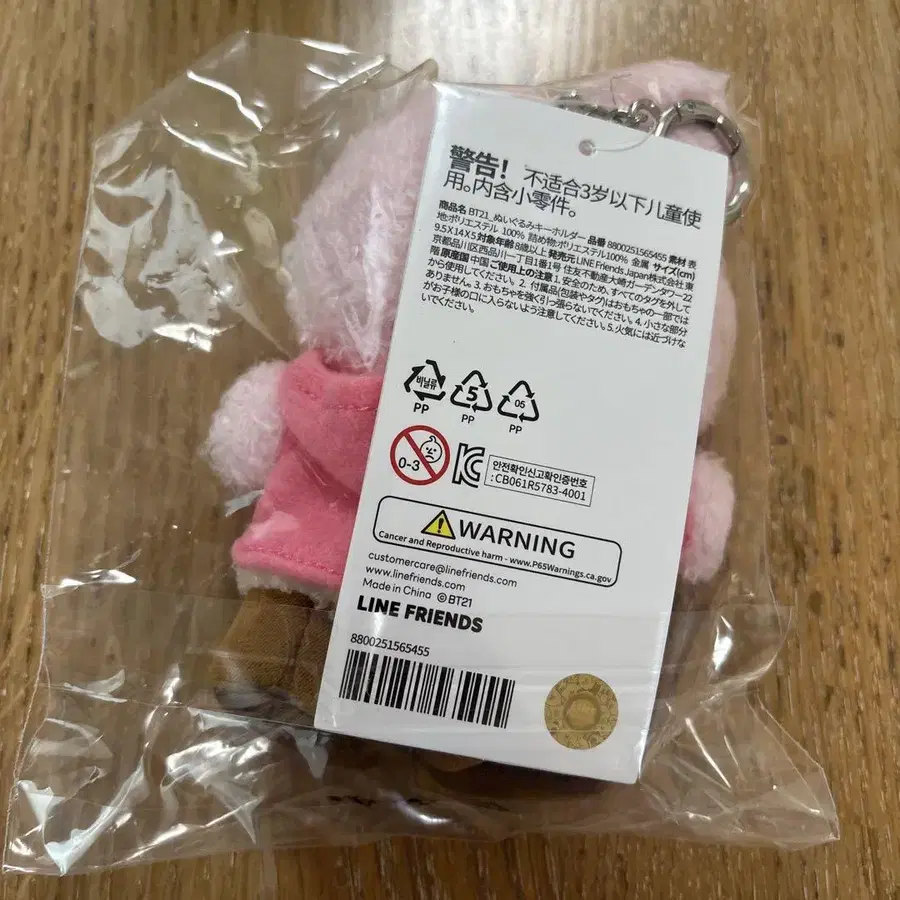 警告! 不适合3岁以下儿童使
用。内含小零件。
商品名 BT21_ぬいぐるみキーホルダー 品番 8800251565455 素材 表
地:ポリエステル 100% 詰め物:ポリエステル100% 金属 サイズ(cm)
9.5 X 14 X 5 対象年齢 8歳以上 発売元 LINE Friends Japan株式会社 東
京都品川区西品川一丁目1番1号 住友不動産大崎ガーデンタワー22
階 原産国 中国 ご使用上の注意 1. 安全のため、すべてのタグを外して
から使用してください。2. 付属品(包装やタグ)はおもちゃの一部では
ありません。3. おもちゃを強く引っ張らないでください。4. 小さな部分
がお子様の口に入らないよう注意してください。5. 火気には近づけな
いでください。
비닐류 5 05
PP PP PP
0-3
KC 안전확인신고확인증번호
: CB061R5783-4001
WARNING
Cancer and Reproductive harm - www.P65Warnings.ca.gov
customercare@linefriends.com
www.linefriends.com
Made in China ©BT21
LINE FRIENDS
8800251565455